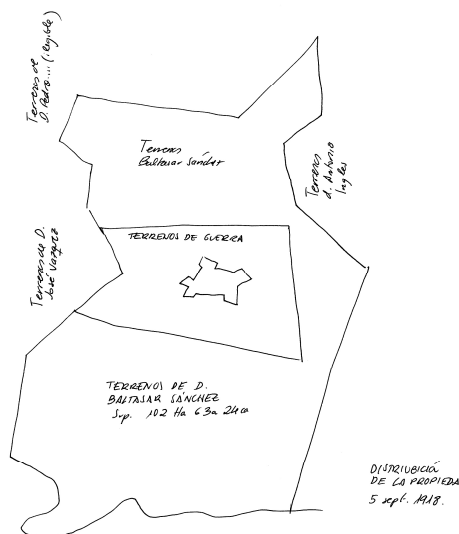 Terrenos de
D. Pedro.... (ilegible)
Terrenos
Baltasar Sánchez
Terrenos
d. Antonio
Ingles
Terrenos de D.
José Vazquez
TERRENOS DE GUERRA
TERRENOS DE D.
BALTASAR SÁNCHEZ
Sup. 102 Ha 63a 24ca
DISTRIUBICIÓ
DE LA PROPIEDA
5 sept. 1918.